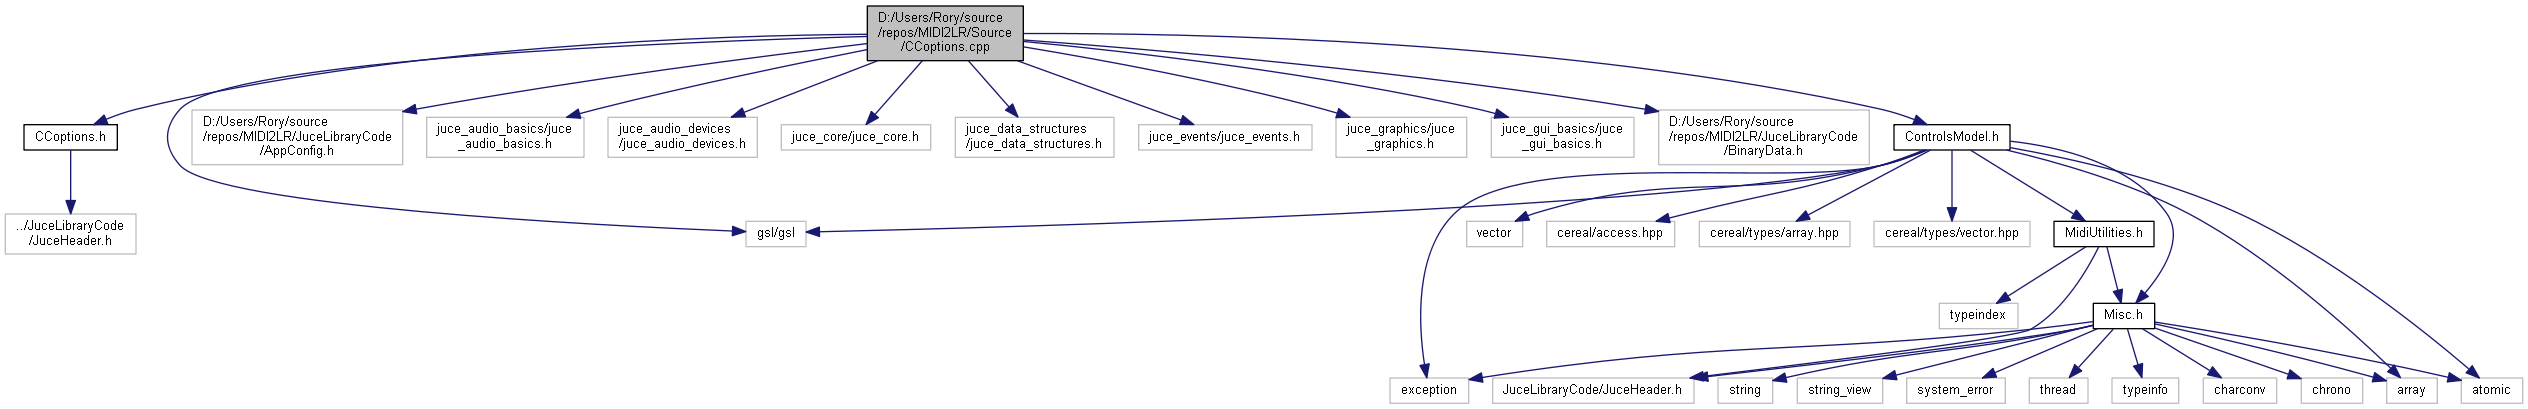 D:/Users/Rory/source
/repos/MIDI2LR/Source
/CCoptions.cpp
CCoptions.h
D:/Users/Rory/source
/repos/MIDI2LR/JuceLibraryCode
/AppConfig.h
juce_audio_basics/juce
_audio_basics.h
juce_audio_devices
/juce_audio_devices.h
juce_core/juce_core.h
juce_data_structures
/juce_data_structures.h
juce_events/juce_events.h
juce_graphics/juce
_graphics.h
juce_gui_basics/juce
_gui_basics.h
D:/Users/Rory/source
/repos/MIDI2LR/JuceLibraryCode
/BinaryData.h
ControlsModel.h
../JuceLibraryCode
/JuceHeader.h
gsl/gsl
vector
cereal/access.hpp
cereal/types/array.hpp
cereal/types/vector.hpp
MidiUtilities.h
typeindex
Misc.h
exception
JuceLibraryCode/JuceHeader.h
string
string_view
system_error
thread
typeinfo
charconv
chrono
array
atomic